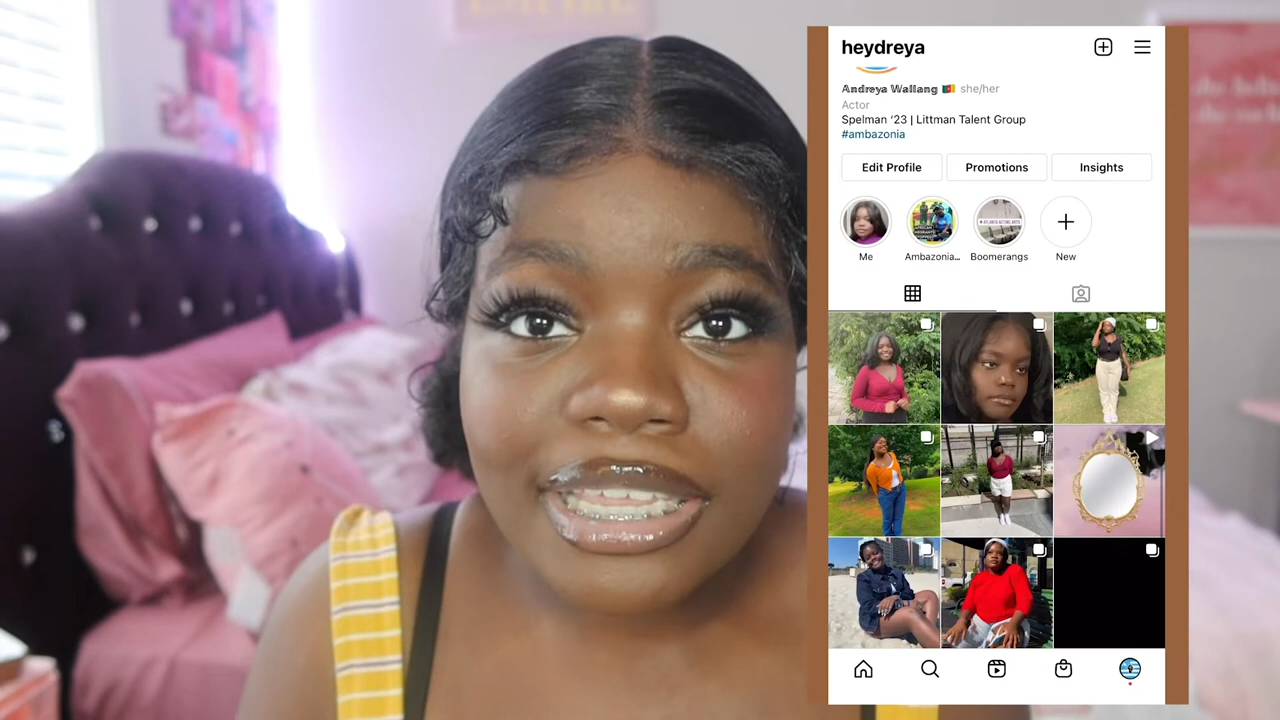 heydreya
Andreya Wallang 🇨🇲 she/her
Actor
Spelman ‘23 | Littman Talent Group
#ambazonia
Edit Profile
Promotions
Insights
Me
Ambazonia...
Boomerangs
New